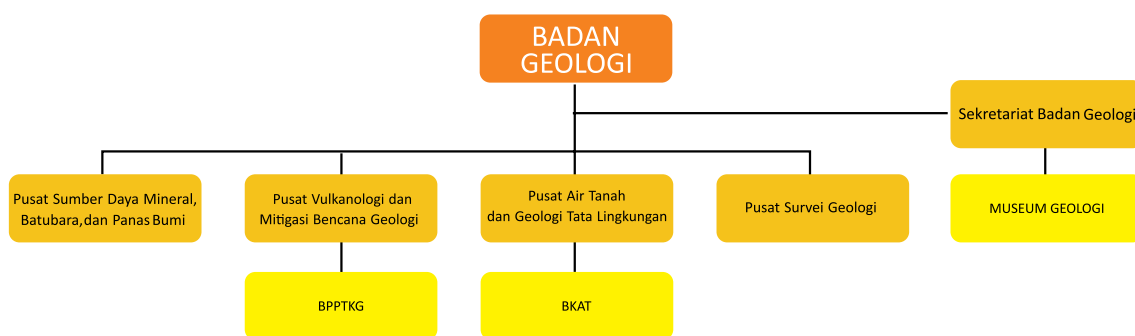 BADAN
GEOLOGI
Sekretariat Badan Geologi
Pusat Sumber Daya Mineral,
Batubara,dan Panas Bumi
Pusat Vulkanologi dan
Mitigasi Bencana Geologi
Pusat Air Tanah
dan Geologi Tata Lingkungan
Pusat Survei Geologi
MUSEUM GEOLOGI
BPPTKG
BKAT